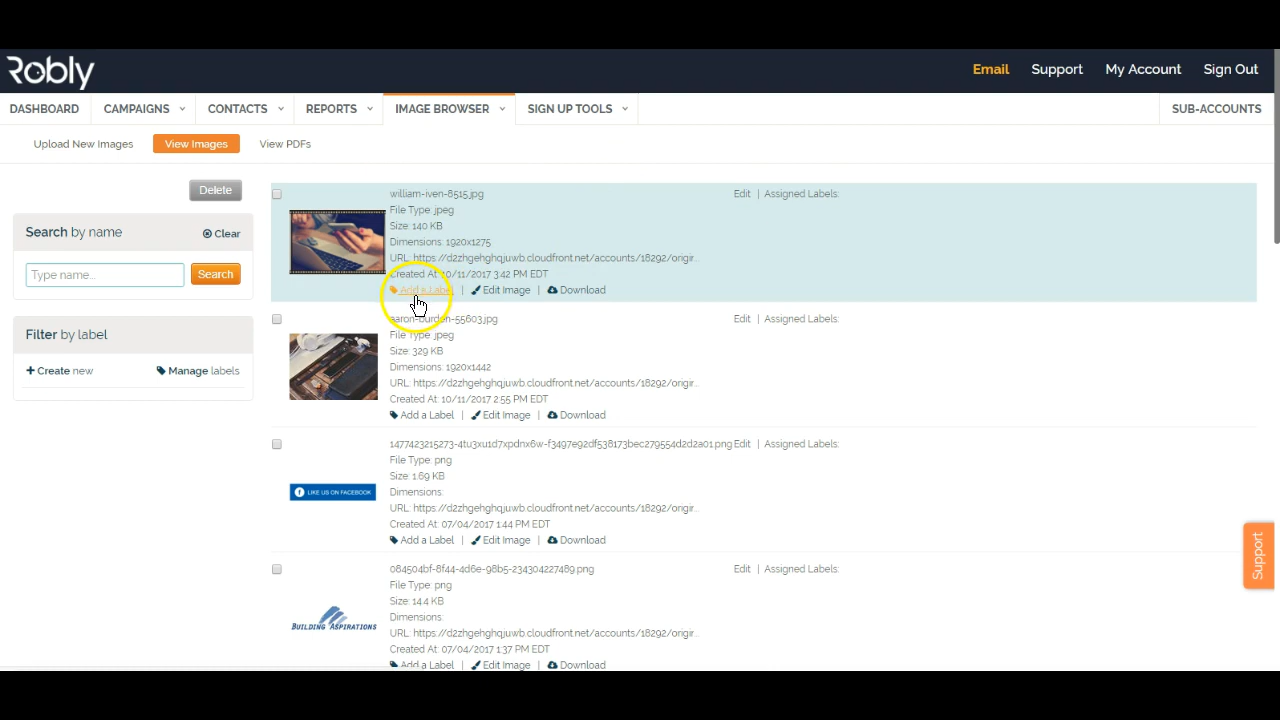 Robly
Email Support My Account Sign Out
DASHBOARD CAMPAIGNS CONTACTS REPORTS IMAGE BROWSER SIGN UP TOOLS SUB-ACCOUNTS
Upload New Images View Images View PDFs
Delete
Search by name Clear
Type name... Search
Filter by label
Create new Manage labels
william-iven-8515.jpg Edit | Assigned Labels:
File Type: jpeg
Size: 140 KB
Dimensions: 1920x1275
URL: https://d2zhgehghqjuwb.cloudfront.net/accounts/18292/origir...
Created At: 10/11/2017 3:42 PM EDT
Add a Label | Edit Image | Download
aaron-burden-55603.jpg Edit | Assigned Labels:
File Type: jpeg
Size: 329 KB
Dimensions: 1920x1442
URL: https://d2zhgehghqjuwb.cloudfront.net/accounts/18292/origir...
Created At: 10/11/2017 2:55 PM EDT
Add a Label | Edit Image | Download
1477423215273-4tu3xu1d7xpdnx6w-f3497e92df538173bec279554d2d2a01.png Edit | Assigned Labels:
File Type: png
Size: 1.69 KB
Dimensions:
LIKE US ON FACEBOOK
URL: https://d2zhgehghqjuwb.cloudfront.net/accounts/18292/origir...
Created At: 07/04/2017 1:44 PM EDT
Add a Label | Edit Image | Download
084504bf-8f44-4d6e-98b5-234304227489.png Edit | Assigned Labels:
File Type: png
Size: 14.4 KB
Dimensions:
BUILDING ASPIRATIONS
URL: https://d2zhgehghqjuwb.cloudfront.net/accounts/18292/origir...
Created At: 07/04/2017 1:37 PM EDT
Add a Label | Edit Image | Download
Support